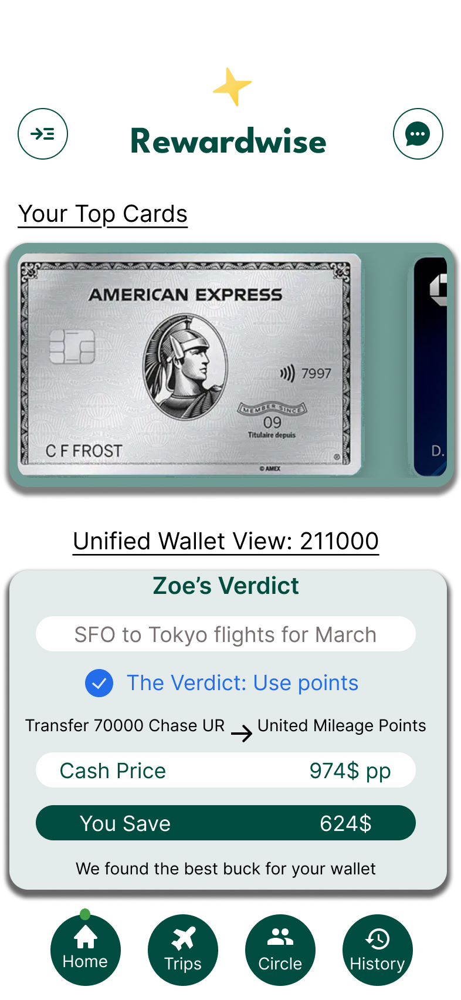 Rewardwise
Your Top Cards
AMERICAN EXPRESS
7997
MEMBER SINCE
09
Titulaire depuis
C F FROST
®
© AMEX
D.
Unified Wallet View: 211000
Zoe’s Verdict
SFO to Tokyo flights for March
The Verdict: Use points
Transfer 70000 Chase UR → United Mileage Points
Cash Price 974$ pp
You Save 624$
We found the best buck for your wallet
Home Trips Circle History